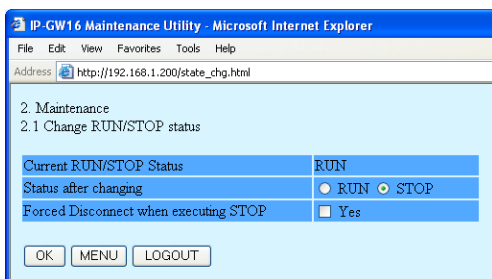 IP-GW16 Maintenance Utility - Microsoft Internet Explorer
File Edit View Favorites Tools Help
Address http://192.168.1.200/state_chg.html
2. Maintenance
2.1 Change RUN/STOP status
Current RUN/STOP Status RUN
Status after changing RUN STOP
Forced Disconnect when executing STOP Yes
OK MENU LOGOUT